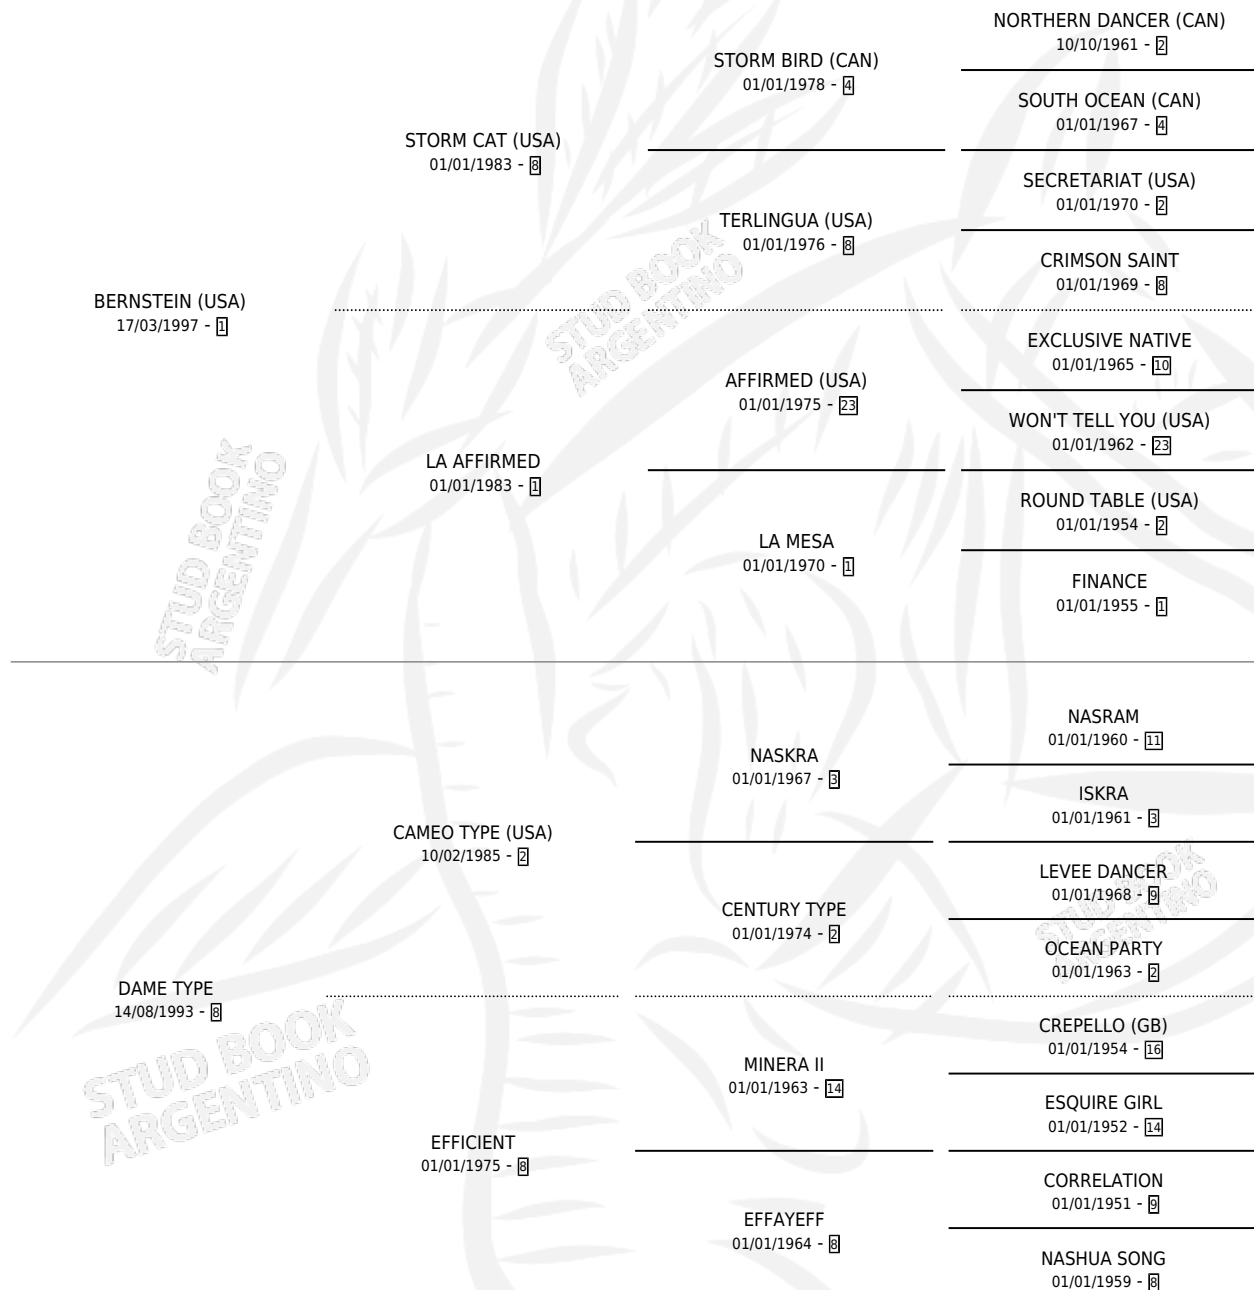 NORTHERN DANCER (CAN)
10/10/1961 - 2
STORM BIRD (CAN)
01/01/1978 - 4
SOUTH OCEAN (CAN)
01/01/1967 - 4
STORM CAT (USA)
01/01/1983 - 8
SECRETARIAT (USA)
01/01/1970 - 2
TERLINGUA (USA)
01/01/1976 - 8
CRIMSON SAINT
01/01/1969 - 8
BERNSTEIN (USA)
17/03/1997 - 1
EXCLUSIVE NATIVE
01/01/1965 - 10
AFFIRMED (USA)
01/01/1975 - 23
WON'T TELL YOU (USA)
01/01/1962 - 23
LA AFFIRMED
01/01/1983 - 1
ROUND TABLE (USA)
01/01/1954 - 2
LA MESA
01/01/1970 - 1
FINANCE
01/01/1955 - 1
NASRAM
01/01/1960 - 11
NASKRA
01/01/1967 - 3
ISKRA
01/01/1961 - 3
CAMEO TYPE (USA)
10/02/1985 - 2
LEVEE DANCER
01/01/1968 - 9
CENTURY TYPE
01/01/1974 - 2
OCEAN PARTY
01/01/1963 - 2
DAME TYPE
14/08/1993 - 8
CREPELLO (GB)
01/01/1954 - 16
MINERA II
01/01/1963 - 14
ESQUIRE GIRL
01/01/1952 - 14
EFFICIENT
01/01/1975 - 8
CORRELATION
01/01/1951 - 9
EFFAYEFF
01/01/1964 - 8
NASHUA SONG
01/01/1959 - 8
STUD BOOK
ARGENTINO
STUD BOOK
ARGENTINO
STUD BOOK
ARGENTINO
STUD BOOK
ARGENTINO